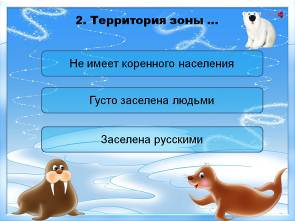 2. Территория зоны ...
Не имеет коренного населения
Густо заселена людьми
Заселена русскими